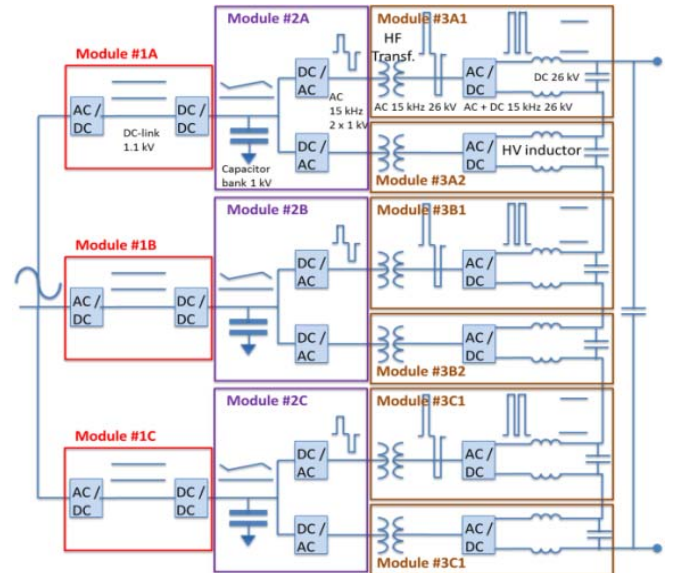 Module #1A
AC /
DC
DC /
DC
DC-link
1.1 kV
Module #2A
DC /
AC
DC /
AC
AC
15 kHz
2 x 1 kV
Capacitor
bank 1 kV
Module #3A1
HF
Transf.
AC /
DC
DC 26 kV
AC 15 kHz 26 kV
AC + DC 15 kHz 26 kV
AC /
DC
HV inductor
Module #3A2
Module #1B
AC /
DC
DC /
DC
Module #2B
DC /
AC
DC /
AC
Module #3B1
AC /
DC
AC /
DC
Module #3B2
Module #1C
AC /
DC
DC /
DC
Module #2C
DC /
AC
DC /
AC
Module #3C1
AC /
DC
AC /
DC
Module #3C1